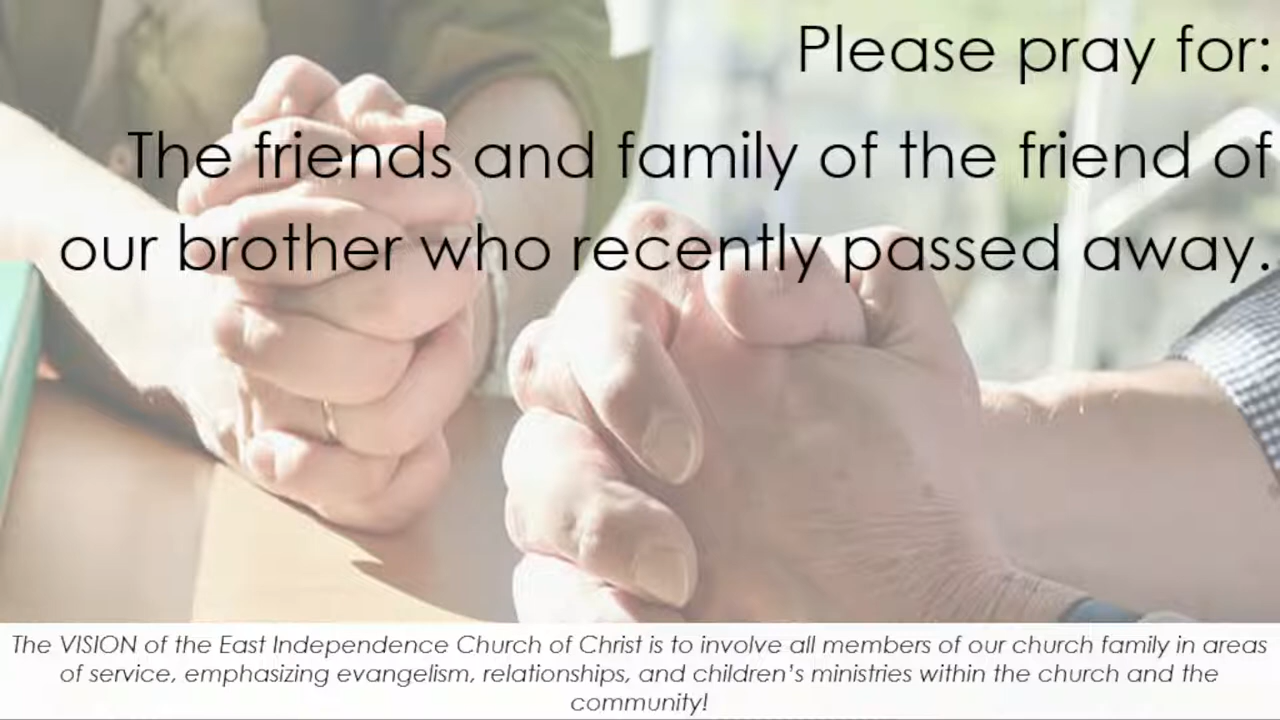 Please pray for:
The friends and family of the friend of
our brother who recently passed away.
The VISION of the East Independence Church of Christ is to involve all members of our church family in areas
of service, emphasizing evangelism, relationships, and children's ministries within the church and the
community!